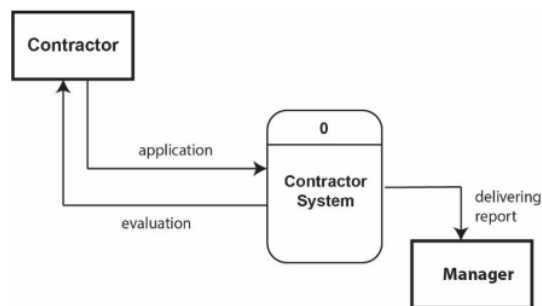 Contractor
0
application
Contractor
System
delivering
report
evaluation
Manager